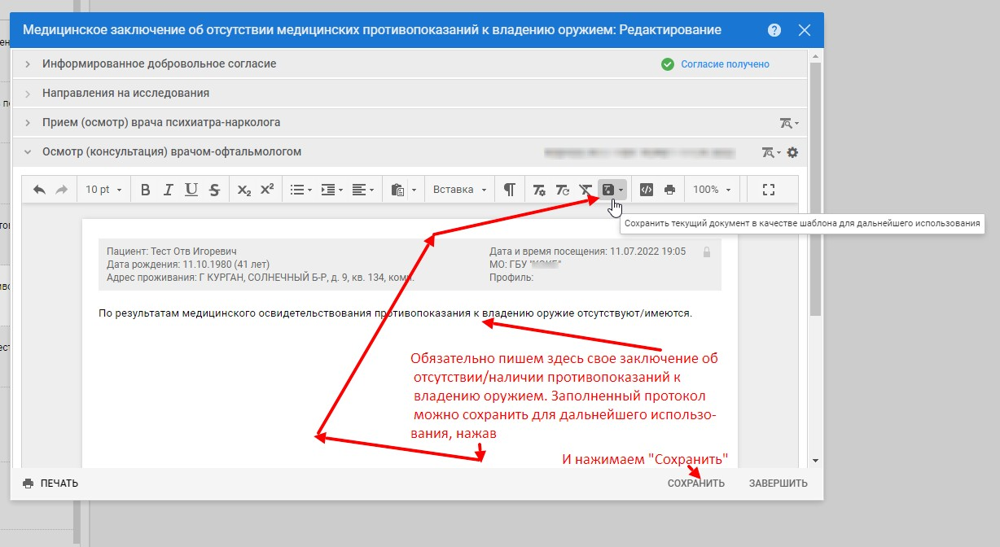 Медицинское заключение об отсутствии медицинских противопоказаний к владению оружием: Редактирование
Информированное добровольное согласие
Согласие получено
Направления на исследования
Прием (осмотр) врача психиатра-нарколога
Осмотр (консультация) врачом-офтальмологом
10 pt
Вставка
100%
Сохранить текущий документ в качестве шаблона для дальнейшего использования
Пациент: Тест Отв Игоревич
Дата рождения: 11.10.1980 (41 лет)
Адрес проживания: Г КУРГАН, СОЛНЕЧНЫЙ Б-Р, д. 9, кв. 134, комн.
Дата и время посещения: 11.07.2022 19:05
МО: ГБУ
Профиль:
По результатам медицинского освидетельствования противопоказания к владению оружие отсутствуют/имеются.
Обязательно пишем здесь свое заключение об
отсутствии/наличии противопоказаний к
владению оружием. Заполненный протокол
можно сохранить для дальнейшего использо-
вания, нажав
И нажимаем "Сохранить"
ПЕЧАТЬ
СОХРАНИТЬ
ЗАВЕРШИТЬ